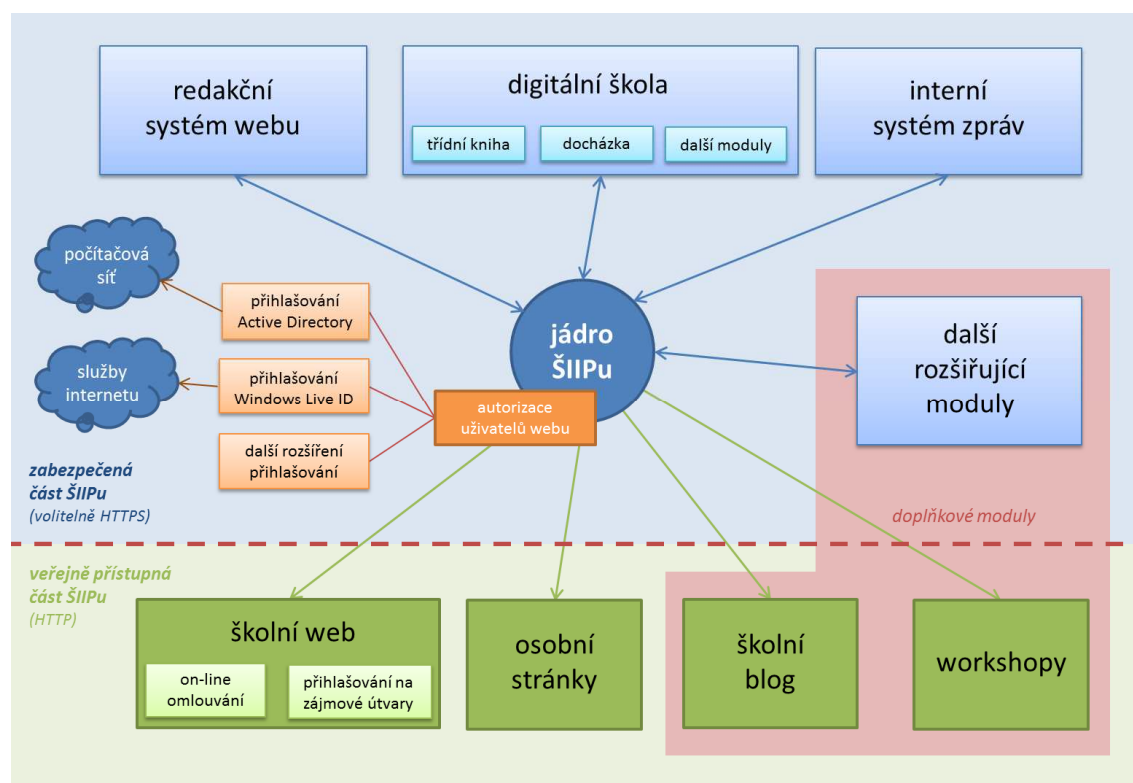 redakční
systém webu
digitální škola
třídní kniha
docházka
další moduly
interní
systém zpráv
počítačová
síť
přihlašování
Active Directory
služby
internetu
přihlašování
Windows Live ID
další rozšíření
přihlašování
jádro
ŠIIPu
autorizace
uživatelů webu
další
rozšiřující
moduly
zabezpečená
část ŠIIPu
(volitelně HTTPS)
doplňkové moduly
veřejně přístupná
část ŠIIPu
(HTTP)
školní web
on-line
omlouvání
přihlašování na
zájmové útvary
osobní
stránky
školní
blog
workshopy